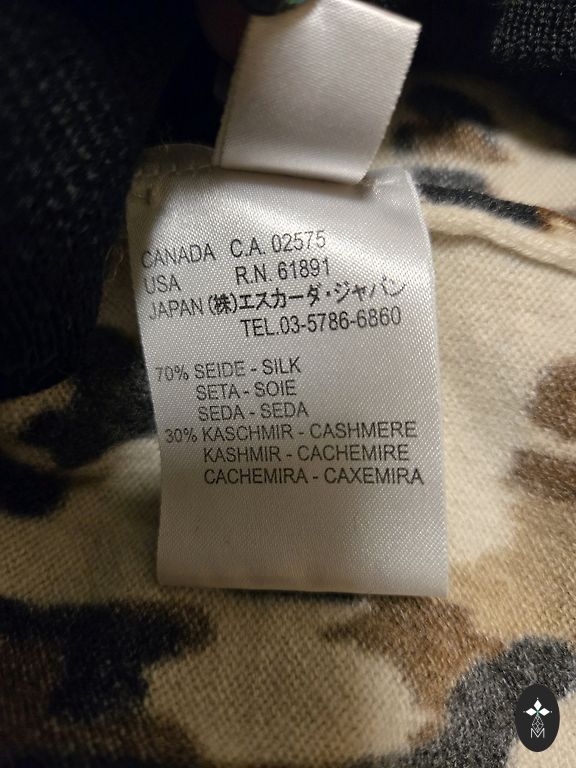 CANADA C.A. 02575
USA R.N. 61891
JAPAN (株)エスカーダ・ジャパン
TEL.03-5786-6860
70% SEIDE - SILK
SETA - SOIE
SEDA - SEDA
30% KASCHMIR - CASHMERE
KASHMIR - CACHEMIRE
CACHEMIRA - CAXEMIRA
M